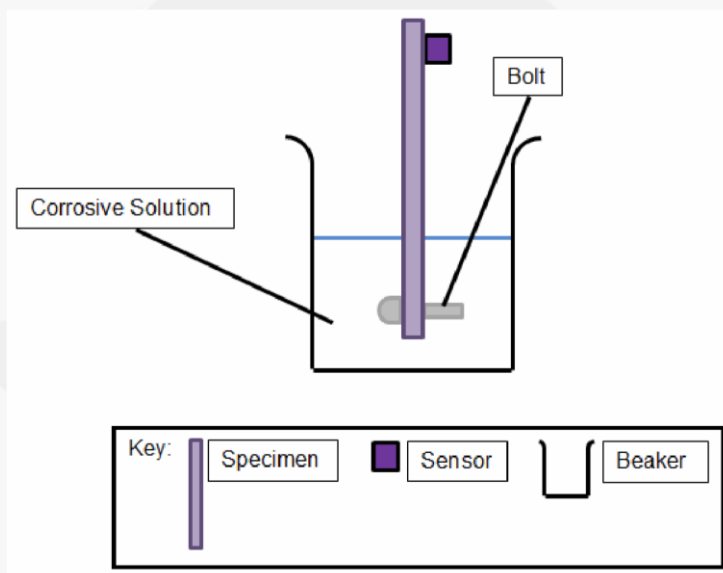 Bolt
Corrosive Solution
Key:
Specimen
Sensor
Beaker